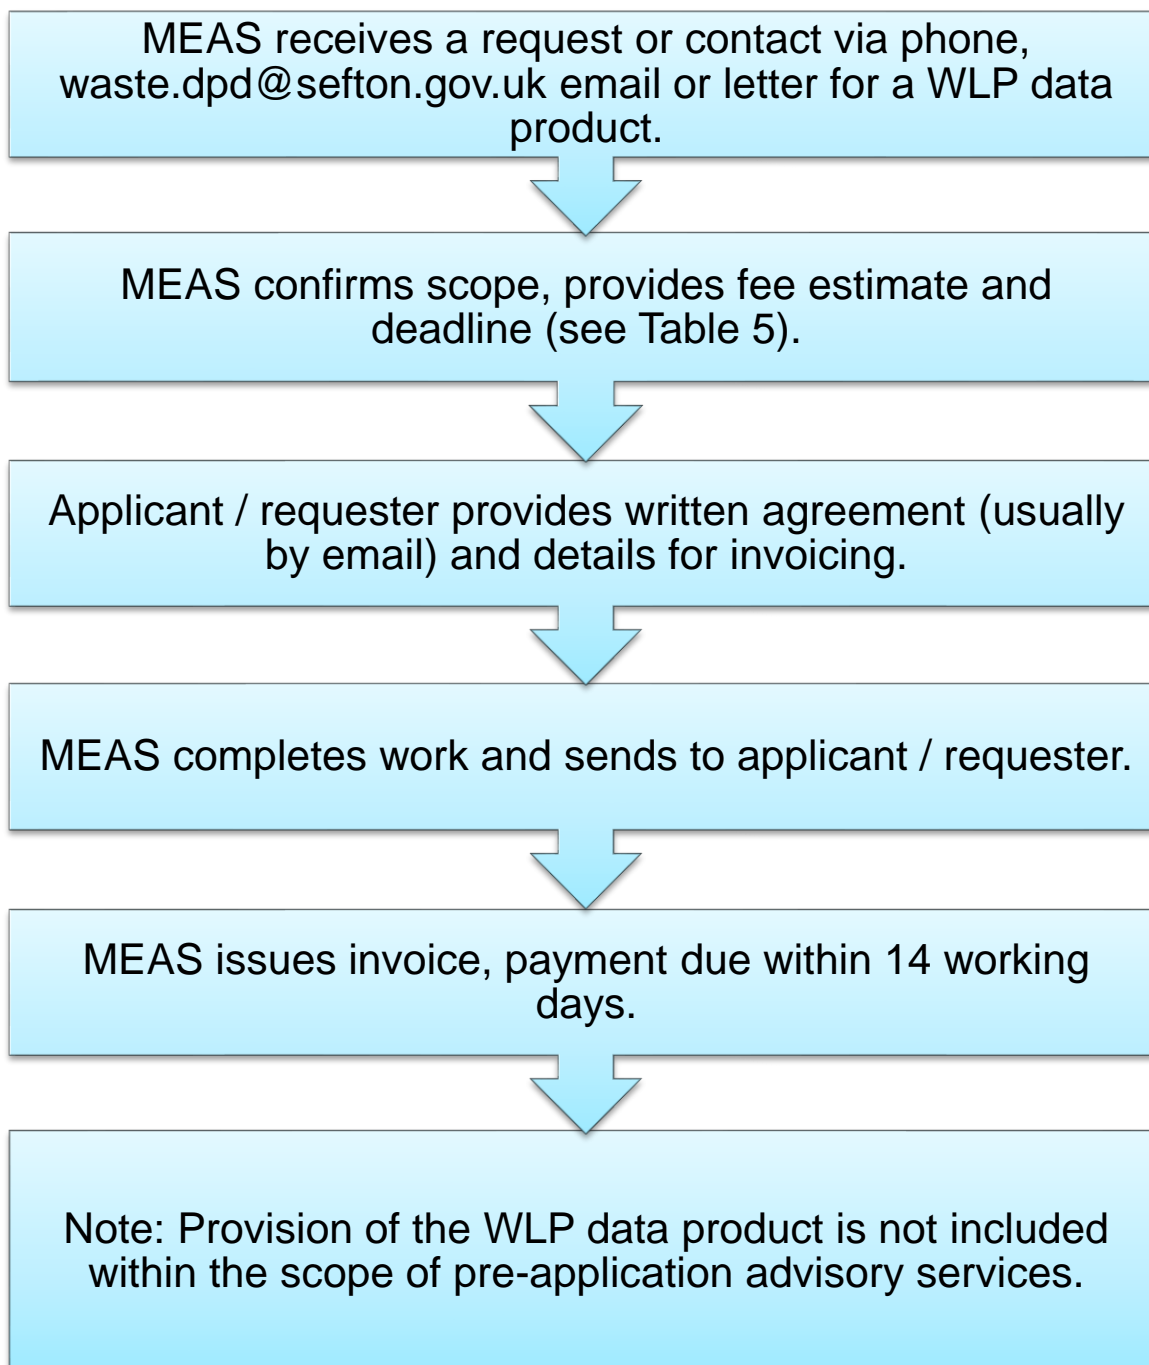 MEAS receives a request or contact via phone,
waste.dpd@sefton.gov.uk email or letter for a WLP data
product.
MEAS confirms scope, provides fee estimate and
deadline (see Table 5).
Applicant / requester provides written agreement (usually
by email) and details for invoicing.
MEAS completes work and sends to applicant / requester.
MEAS issues invoice, payment due within 14 working
days.
Note: Provision of the WLP data product is not included
within the scope of pre-application advisory services.